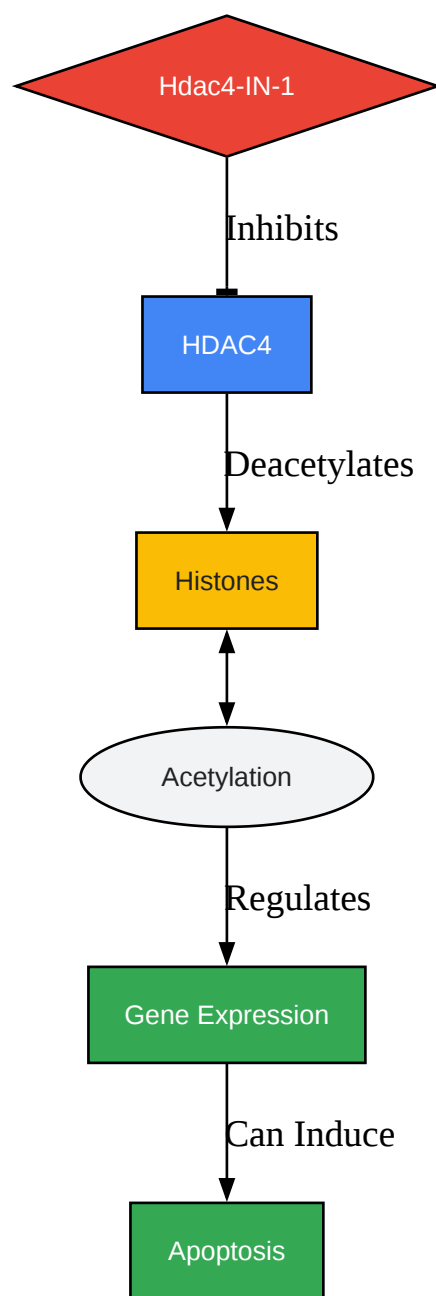 Hdac4-IN-1
Inhibits
HDAC4
Deacetylates
Histones
Acetylation
Regulates
Gene Expression
Can Induce
Apoptosis